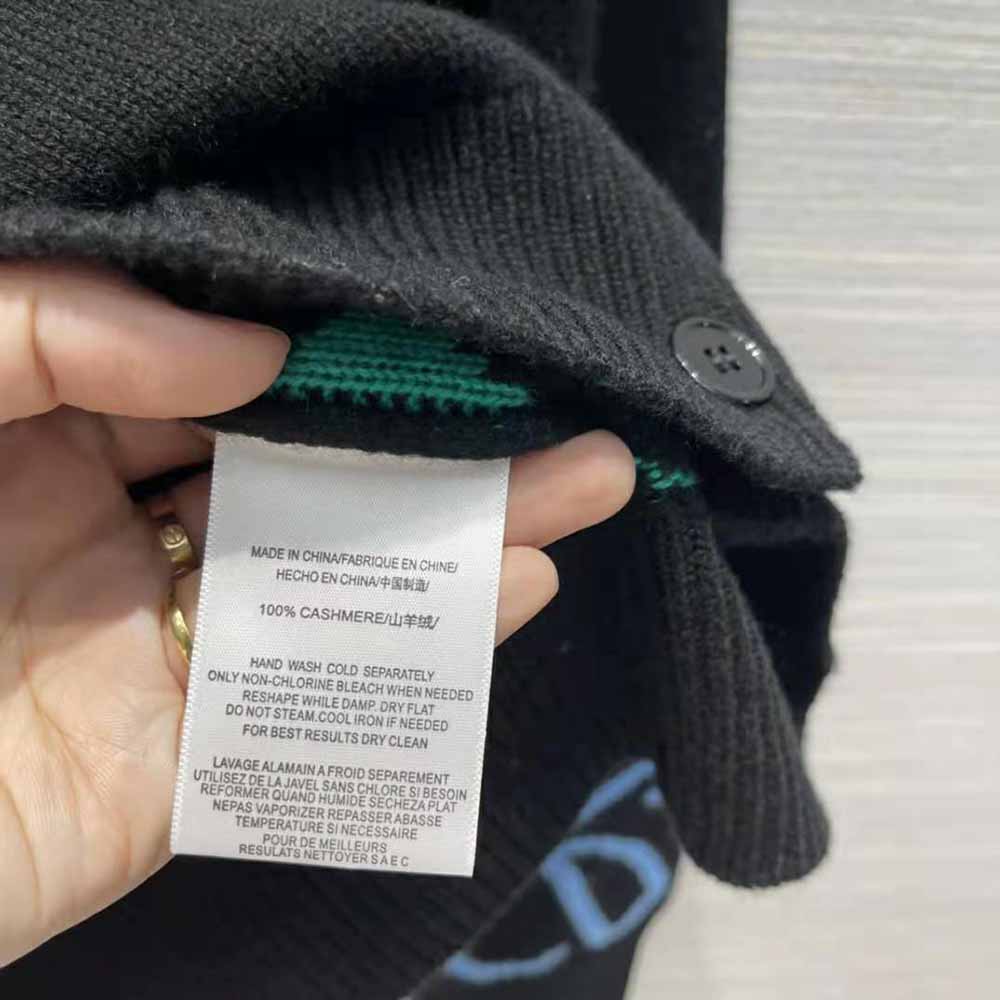 MADE IN CHINA/FABRIQUE EN CHINE/
HECHO EN CHINA/中国制造/
100% CASHMERE/山羊绒/
HAND WASH COLD SEPARATELY
ONLY NON-CHLORINE BLEACH WHEN NEEDED
RESHAPE WHILE DAMP. DRY FLAT
DO NOT STEAM.COOL IRON IF NEEDED
FOR BEST RESULTS DRY CLEAN
LAVAGE ALAMAIN A FROID SEPAREMENT
UTILISEZ DE LA JAVEL SANS CHLORE SI BESOIN
REFORMER QUAND HUMIDE SECHEZA PLAT
NEPAS VAPORIZER REPASSER ABASSE
TEMPERATURE SI NECESSAIRE
POUR DE MEILLEURS
RESULATS NETTOYER S A E C